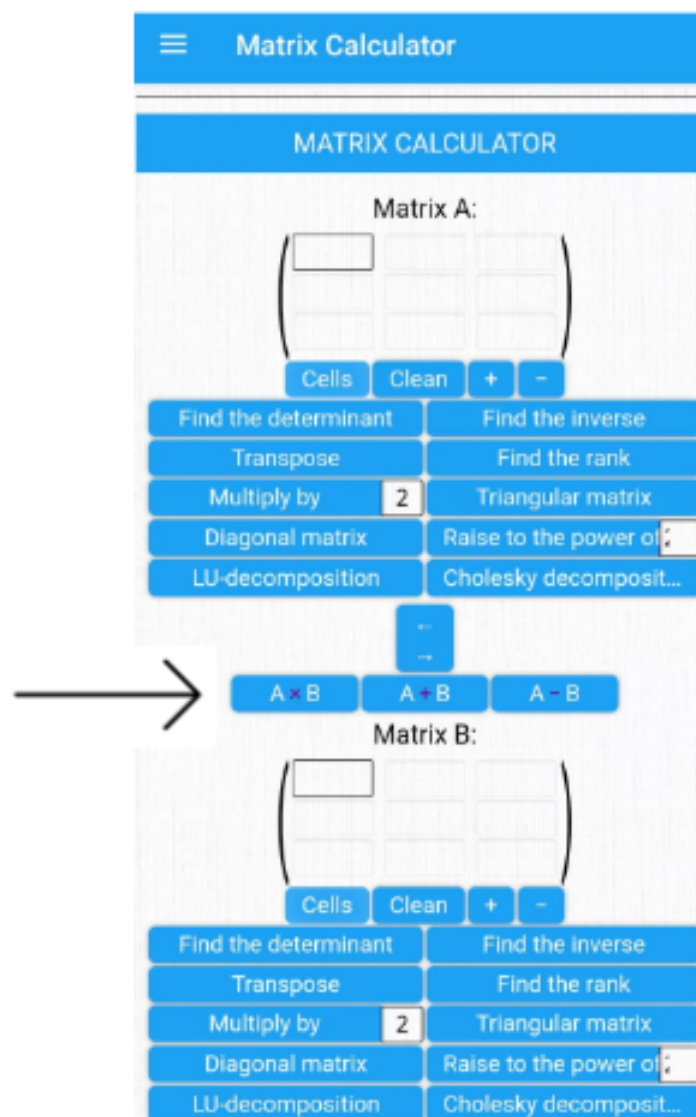 Matrix Calculator
MATRIX CALCULATOR
Matrix A:
Cells Clean + −
Find the determinant Find the inverse
Transpose Find the rank
Multiply by 2 Triangular matrix
Diagonal matrix Raise to the power of
LU-decomposition Cholesky decomposit...
←
→
A × B A + B A − B
Matrix B:
Cells Clean + −
Find the determinant Find the inverse
Transpose Find the rank
Multiply by 2 Triangular matrix
Diagonal matrix Raise to the power of
LU-decomposition Cholesky decomposit...